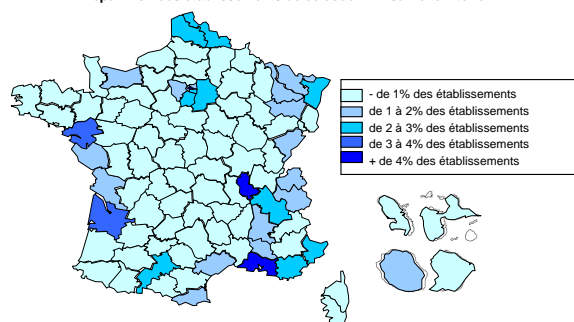 - de 1% des établissements
de 1 à 2% des établissements
de 2 à 3% des établissements
de 3 à 4% des établissements
+ de 4% des établissements